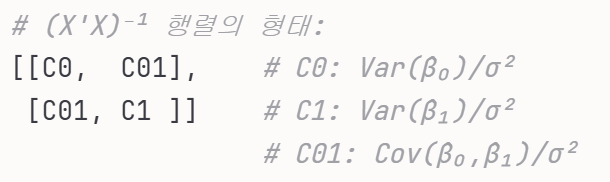 # (X'X)⁻¹ 행렬의 형태:
[[C0,  C01],    # C0: Var(β₀)/σ²
 [C01, C1 ]]    # C1: Var(β₁)/σ²
                # C01: Cov(β₀,β₁)/σ²